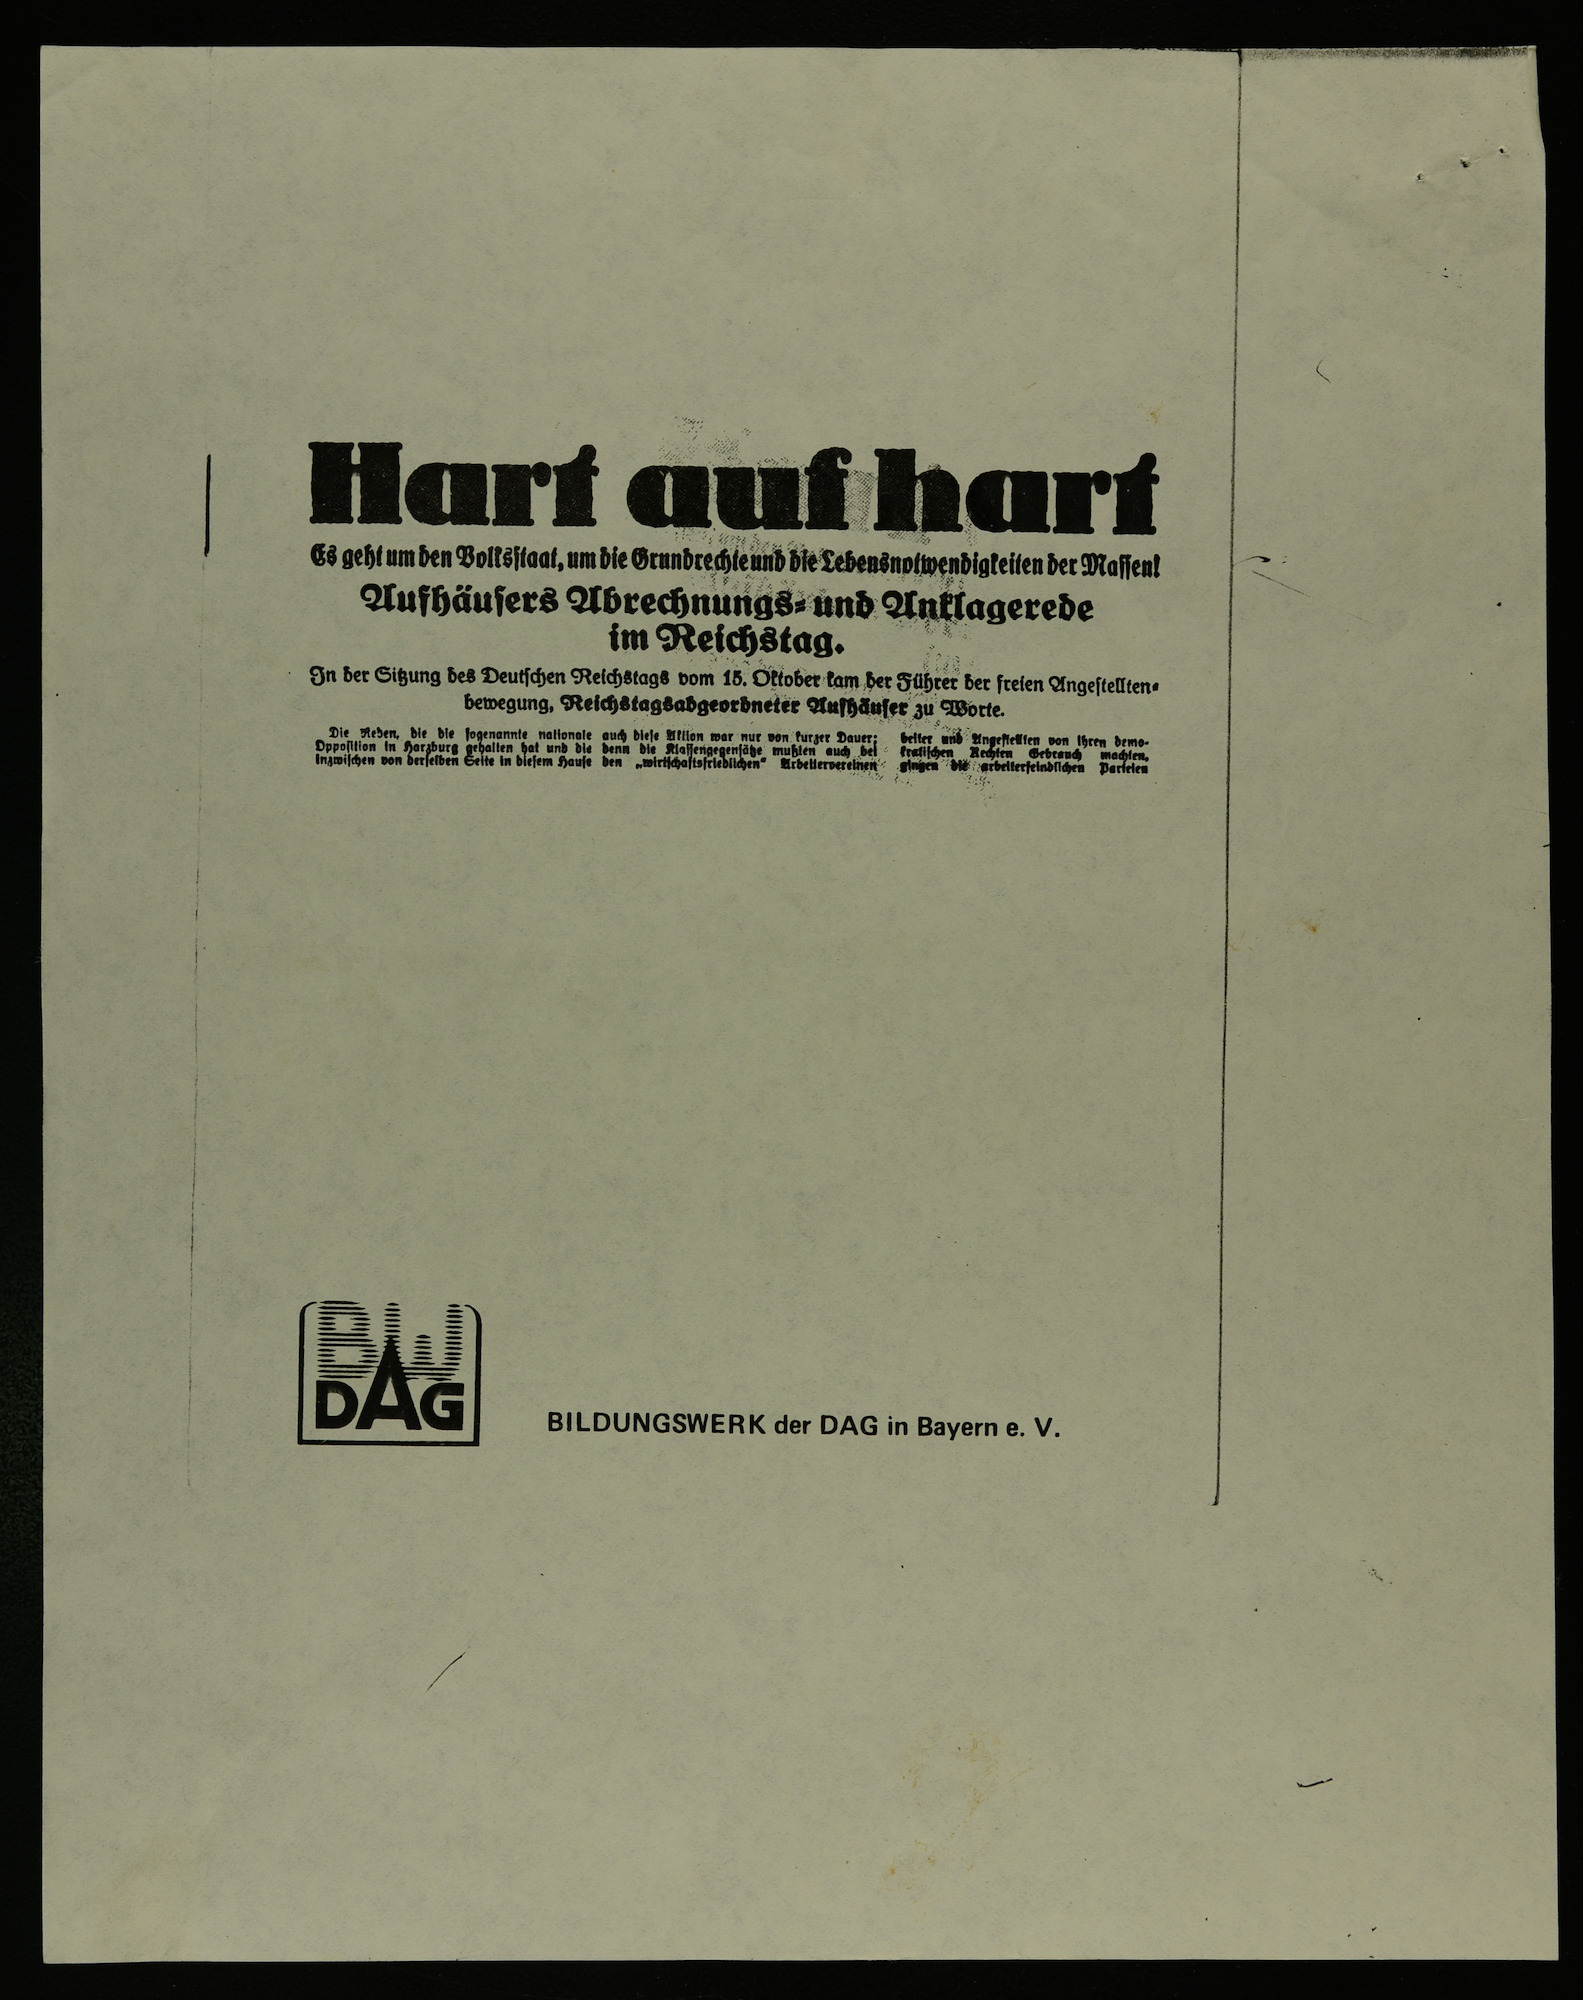 Hart auf hart
Es geht um den Volksstaat, um die Grundrechte und die Lebensnotwendigkeiten der Massen!
Aufhäusers Abrechnungs- und Anklagerede
im Reichstag.
In der Sitzung des Deutschen Reichstags vom 15. Oktober kam der Führer der freien Angestellten-
bewegung, Reichstagsabgeordneter Aufhäuser zu Worte.
Die Reden, die die sogenannte nationale
Opposition in Harzburg gehalten hat und die
inzwischen von derselben Seite in diesem Hause
auch diese Aktion war nur von kurzer Dauer;
denn die Klassengegensätze mußten auch bei
den „wirtschaftsfriedlichen“ Arbeitervereinen
beiter und Angestellten von ihren demo-
kratischen Rechten Gebrauch machten,
gingen die arbeiterfeindlichen Parteien
BW
DAG
BILDUNGSWERK der DAG in Bayern e. V.